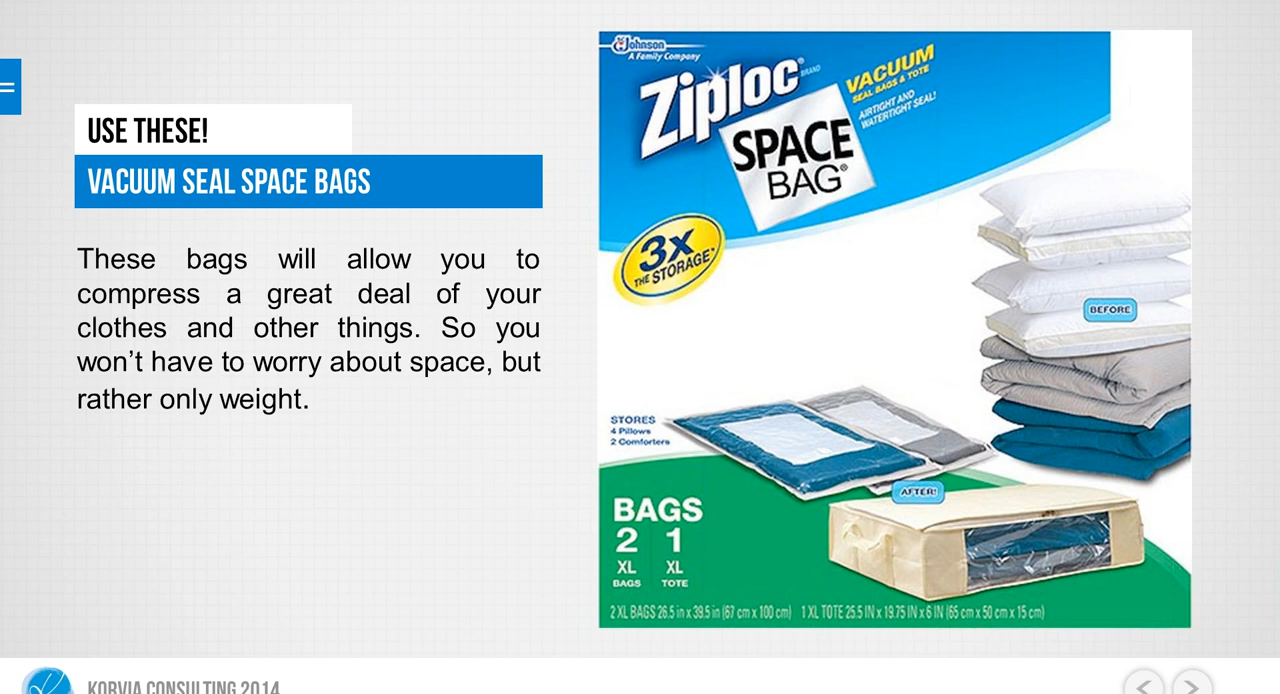 USE THESE!
VACUUM SEAL SPACE BAGS
These bags will allow you to
compress a great deal of your
clothes and other things. So you
won’t have to worry about space, but
rather only weight.
SC Johnson
A Family Company
Ziploc® BRAND
SPACE
BAG®
VACUUM
SEAL BAGS & TOTE
AIRTIGHT AND
WATERTIGHT SEAL!
3x
THE STORAGE*
BEFORE
STORES
4 Pillows
2 Comforters
AFTER!
BAGS
2 1
XL XL
BAGS TOTE
2 XL BAGS 26.5 in x 39.5 in (67 cm x 100 cm) 1 XL TOTE 25.5 IN x 19.75 IN x 6 IN (65 cm x 50 cm x 15 cm)
KORVIA CONSULTING 2014